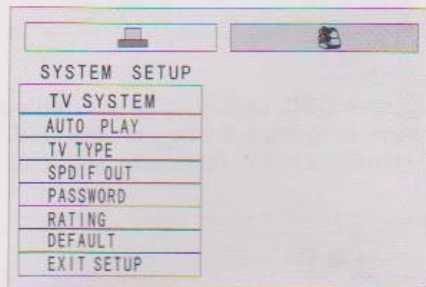 SYSTEM SETUP
TV SYSTEM
AUTO PLAY
TV TYPE
SPDIF OUT
PASSWORD
RATING
DEFAULT
EXIT SETUP